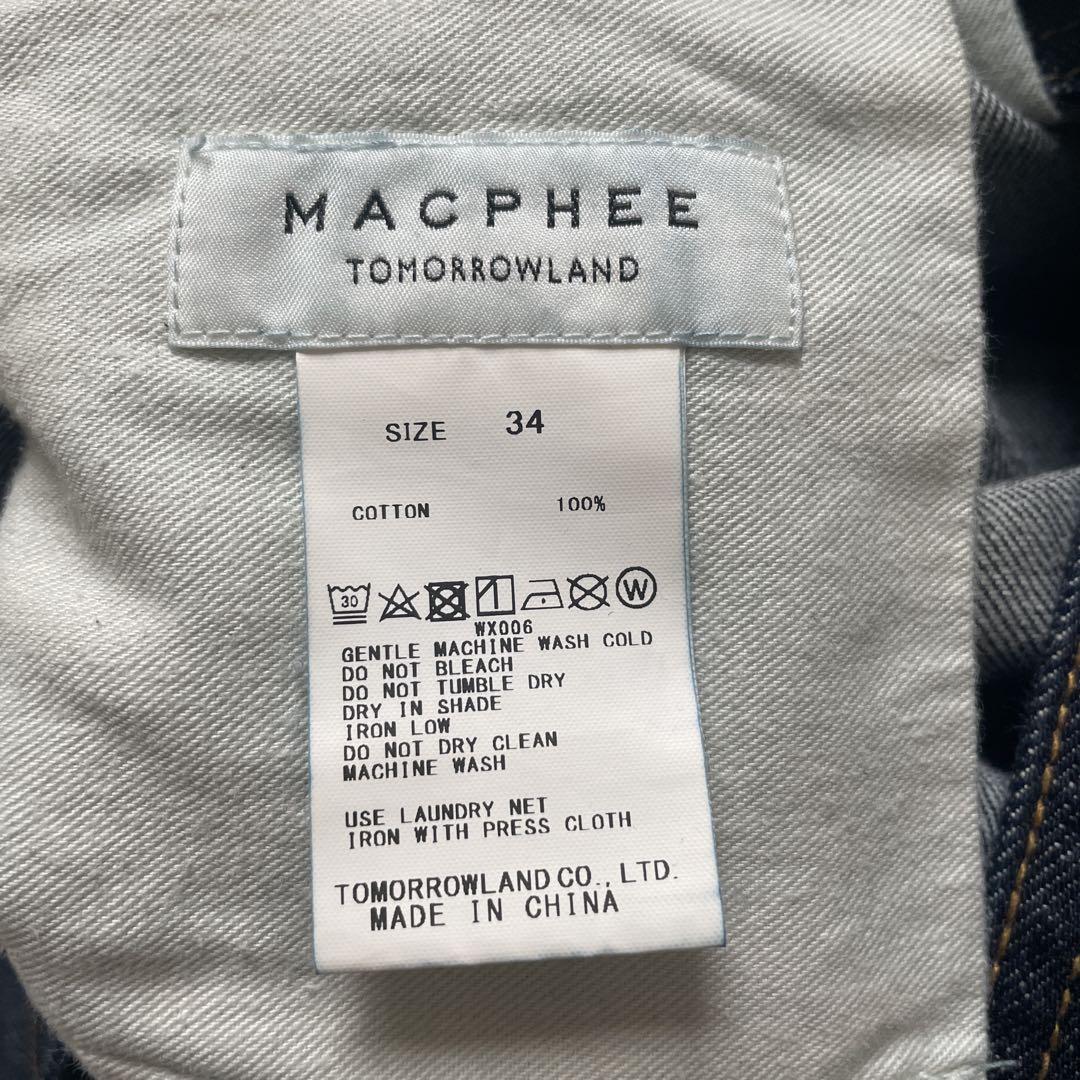 MACPHEE
TOMORROWLAND
SIZE 34
COTTON 100%
30 W
WX006
GENTLE MACHINE WASH COLD
DO NOT BLEACH
DO NOT TUMBLE DRY
DRY IN SHADE
IRON LOW
DO NOT DRY CLEAN
MACHINE WASH
USE LAUNDRY NET
IRON WITH PRESS CLOTH
TOMORROWLAND CO., LTD.
MADE IN CHINA